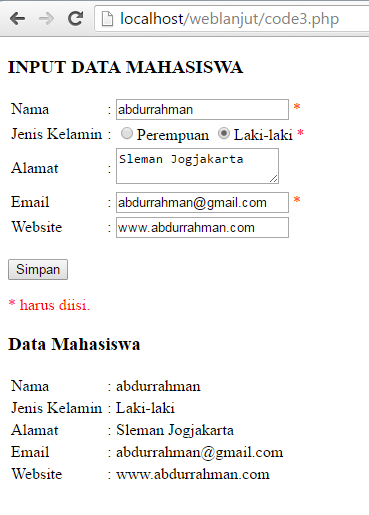 localhost/weblanjut/code3.php
INPUT DATA MAHASISWA
Nama : abdurrahman *
Jenis Kelamin : Perempuan Laki-laki *
Alamat : Sleman Jogjakarta
Email : abdurrahman@gmail.com *
Website : www.abdurrahman.com
Simpan
* harus diisi.
Data Mahasiswa
Nama : abdurrahman
Jenis Kelamin : Laki-laki
Alamat : Sleman Jogjakarta
Email : abdurrahman@gmail.com
Website : www.abdurrahman.com